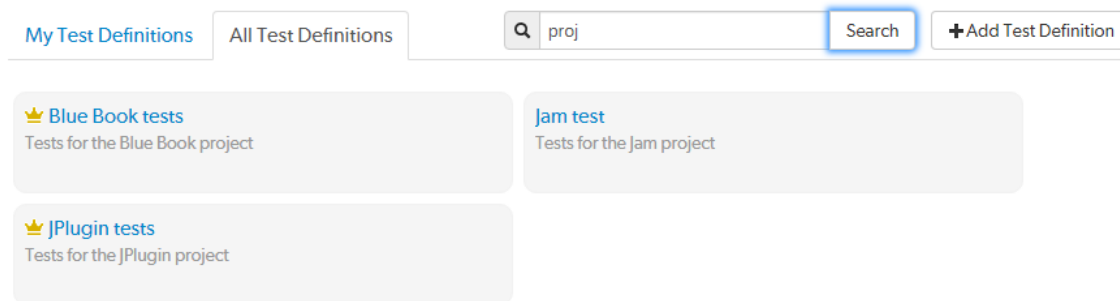 My Test Definitions
All Test Definitions
proj
Search
+Add Test Definition
Blue Book tests
Tests for the Blue Book project
Jam test
Tests for the Jam project
JPlugin tests
Tests for the JPlugin project